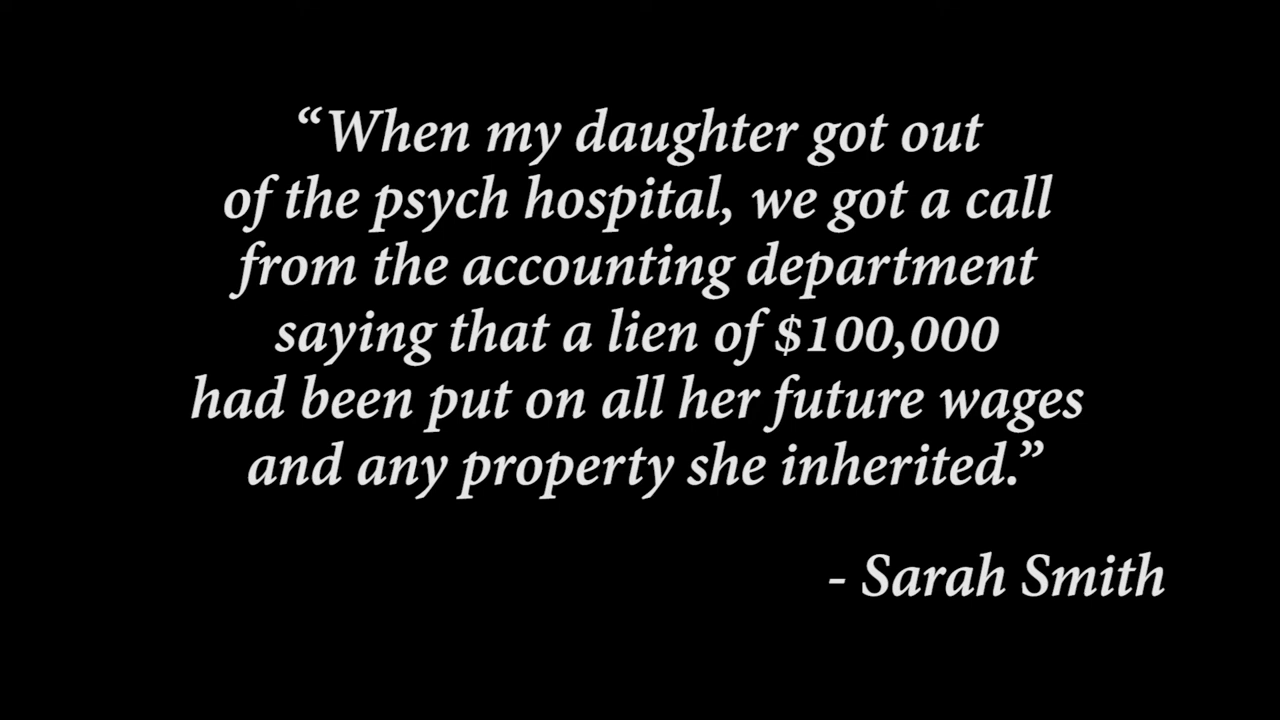 “When my daughter got out
of the psych hospital, we got a call
from the accounting department
saying that a lien of $100,000
had been put on all her future wages
and any property she inherited.”
- Sarah Smith